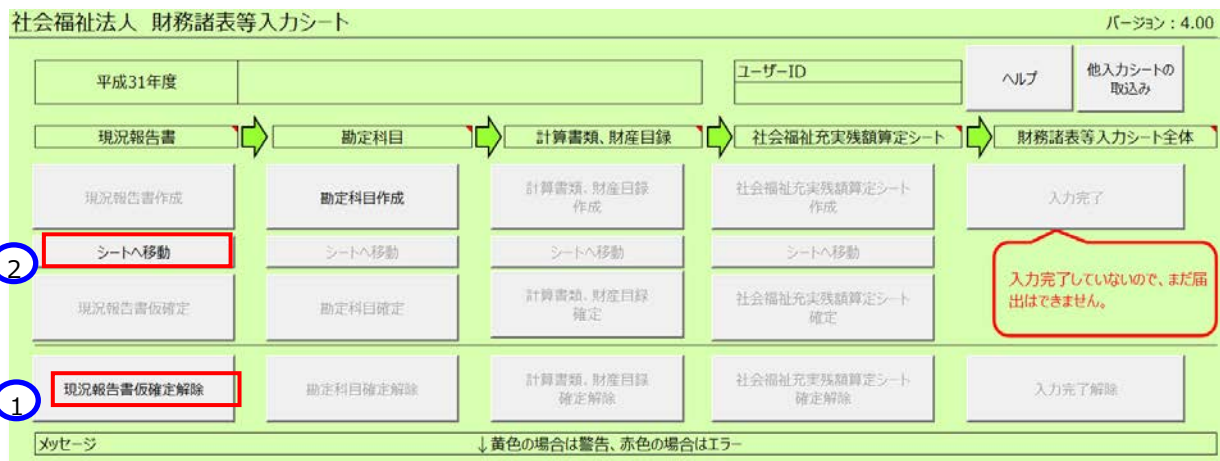 社会福祉法人 財務諸表等入力シート
バージョン：4.00
平成31年度
ユーザーID
ヘルプ
他入力シートの
取込み
現況報告書
勘定科目
計算書類、財産目録
社会福祉充実残額算定シート
財務諸表等入力シート全体
現況報告書作成
勘定科目作成
計算書類、財産目録
作成
社会福祉充実残額算定シート
作成
入力完了
2
シートへ移動
シートへ移動
シートへ移動
シートへ移動
入力完了していないので、まだ届
出はできません。
現況報告書仮確定
勘定科目確定
計算書類、財産目録
確定
社会福祉充実残額算定シート
確定
1
現況報告書仮確定解除
勘定科目確定解除
計算書類、財産目録
確定解除
社会福祉充実残額算定シート
確定解除
入力完了解除
メッセージ
↓黄色の場合は警告、赤色の場合はエラー